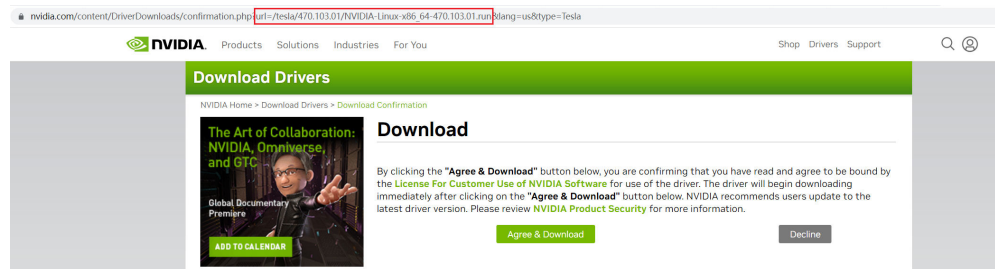 nvidia.com/content/DriverDownloads/confirmation.php?url=/tesla/470.103.01/NVIDIA-Linux-x86_64-470.103.01.run&lang=us&type=Tesla
NVIDIA. Products Solutions Industries For You Shop Drivers Support
Download Drivers
NVIDIA Home > Download Drivers > Download Confirmation
The Art of Collaboration:
NVIDIA, Omniverse,
and GTC
Global Documentary
Premiere
ADD TO CALENDAR
Download
By clicking the "Agree & Download" button below, you are confirming that you have read and agree to be bound by
the License For Customer Use of NVIDIA Software for use of the driver. The driver will begin downloading
immediately after clicking on the "Agree & Download" button below. NVIDIA recommends users update to the
latest driver version. Please review NVIDIA Product Security for more information.
Agree & Download Decline